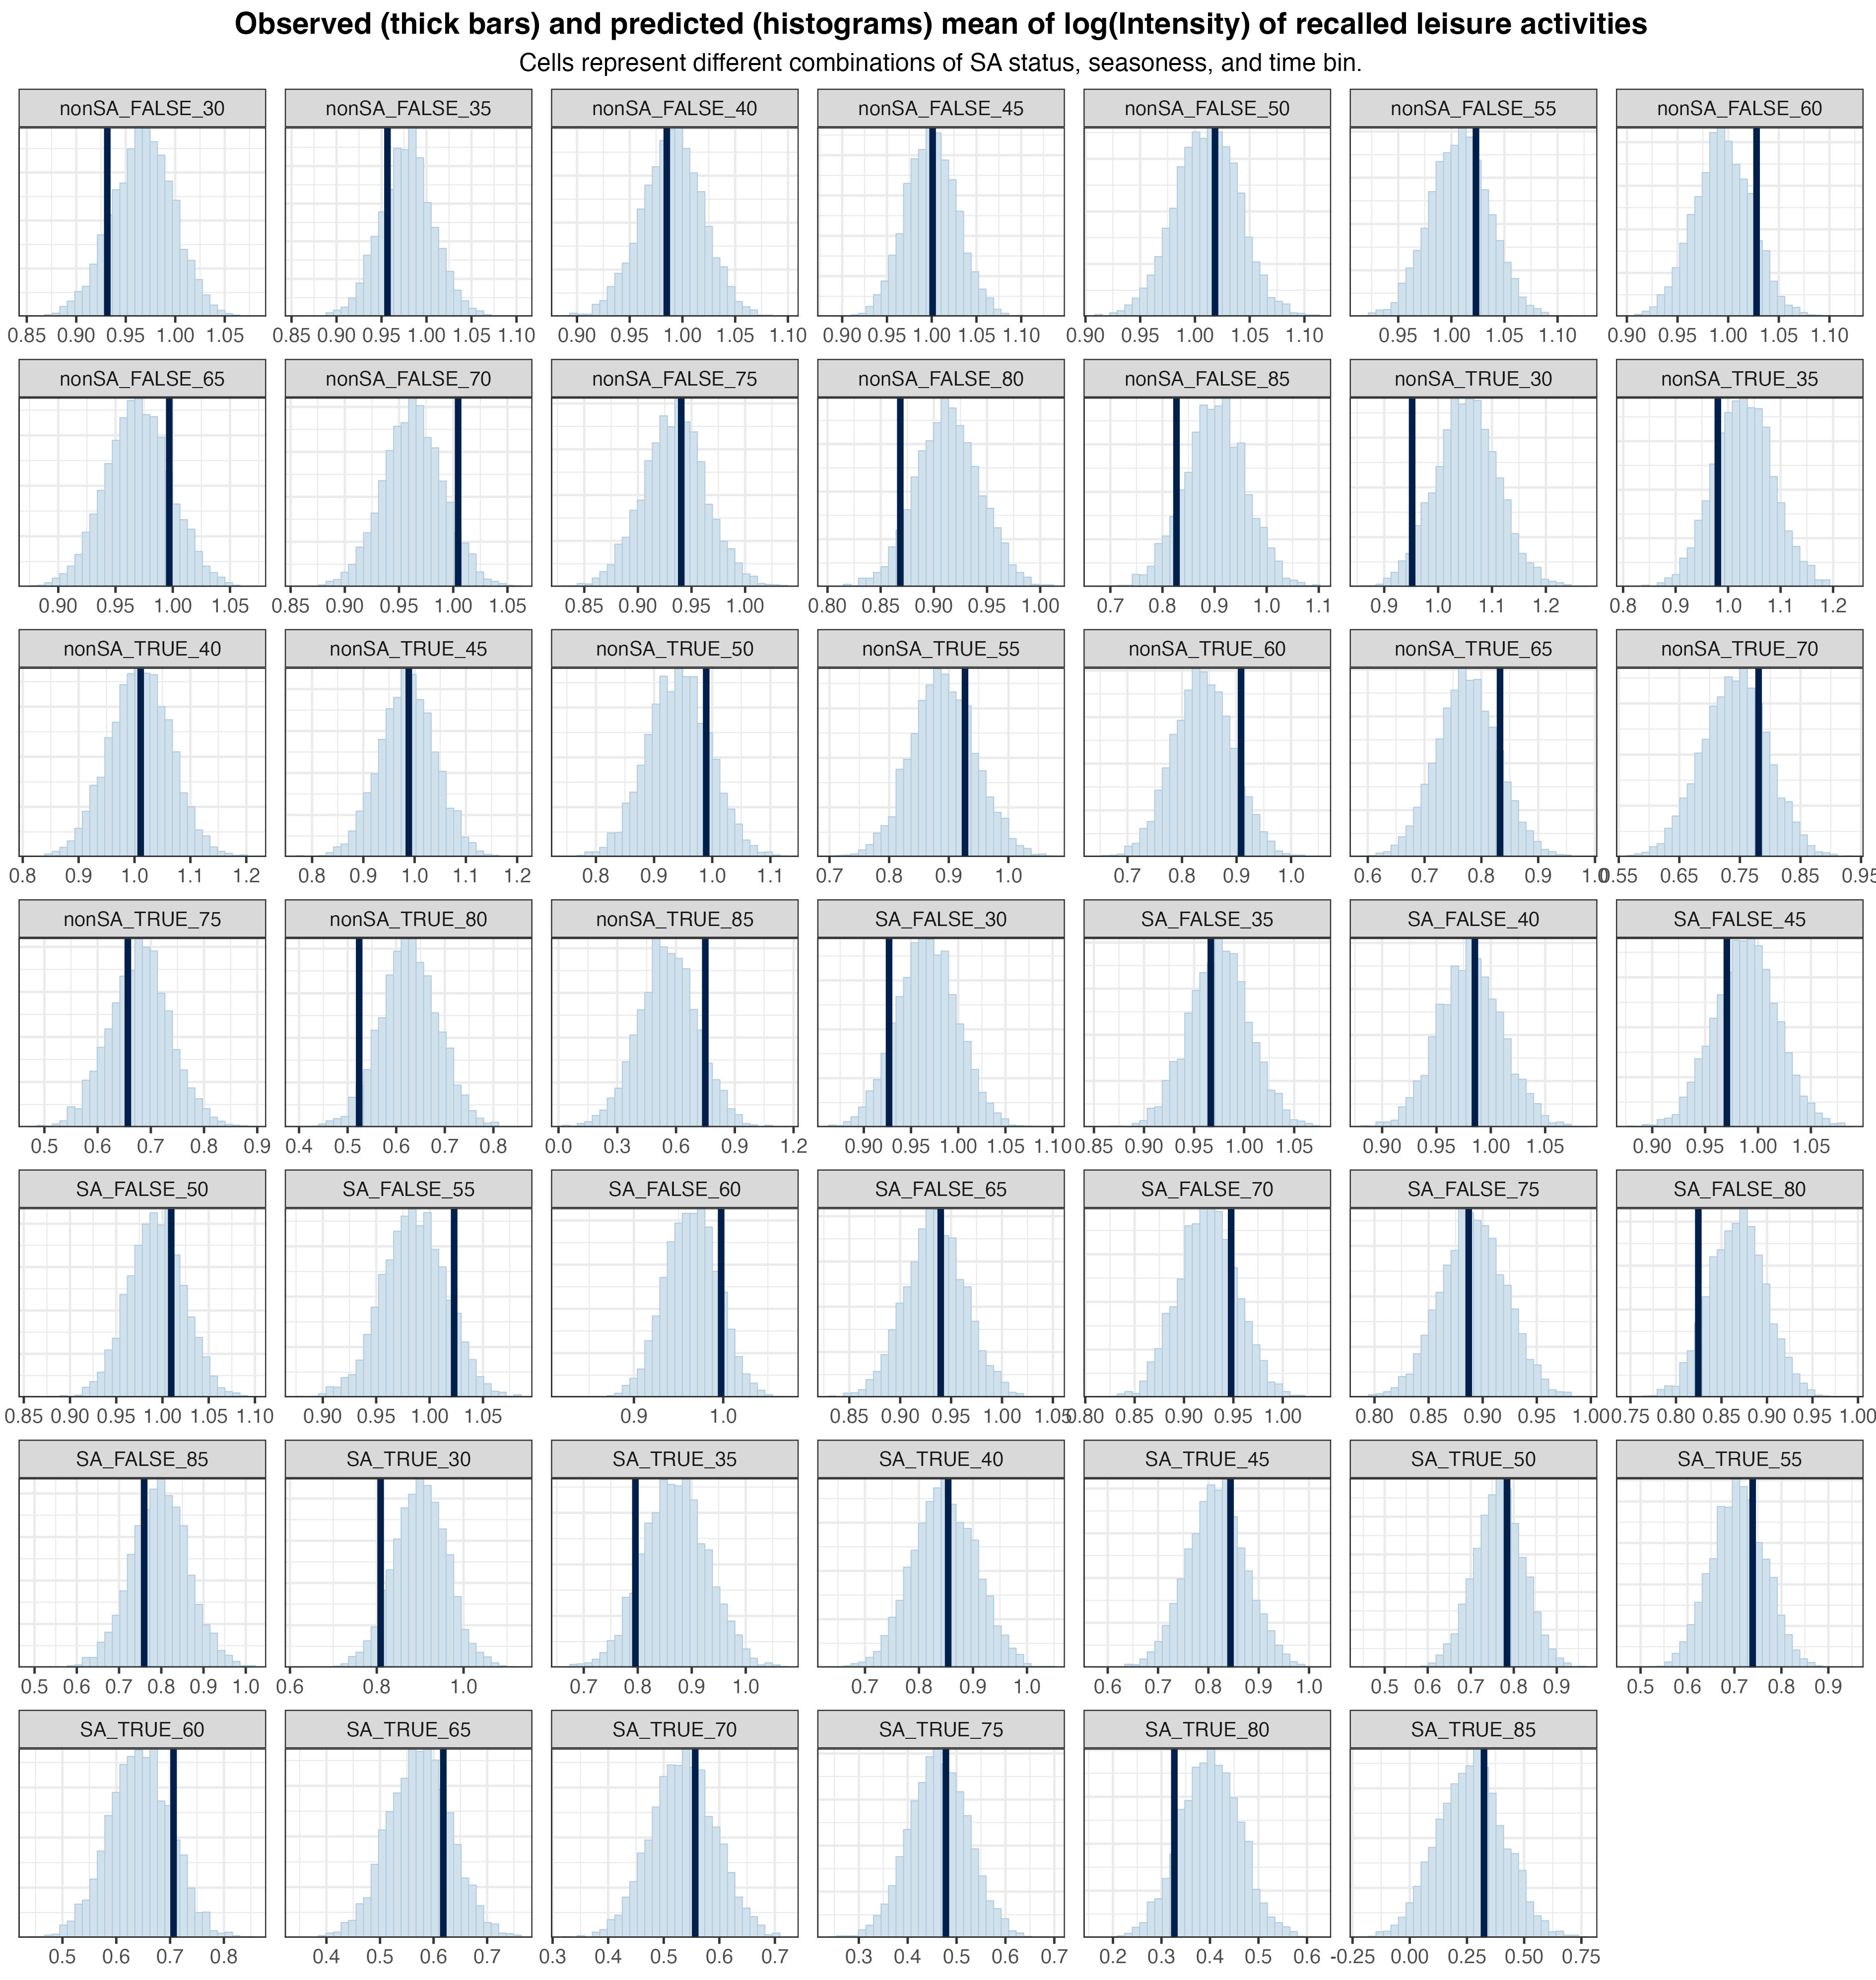 Observed (thick bars) and predicted (histograms) mean of log(Intensity) of recalled leisure activities
Cells represent different combinations of SA status, seasoness, and time bin.
nonSA_FALSE_30 nonSA_FALSE_35 nonSA_FALSE_40 nonSA_FALSE_45 nonSA_FALSE_50 nonSA_FALSE_55 nonSA_FALSE_60
0.85 0.90 0.95 1.00 1.05 0.85 0.90 0.95 1.00 1.05 1.10 0.90 0.95 1.00 1.05 1.10 0.90 0.95 1.00 1.05 1.10 0.90 0.95 1.00 1.05 1.10 0.95 1.00 1.05 1.10 0.90 0.95 1.00 1.05 1.10
nonSA_FALSE_65 nonSA_FALSE_70 nonSA_FALSE_75 nonSA_FALSE_80 nonSA_FALSE_85 nonSA_TRUE_30 nonSA_TRUE_35
0.90 0.95 1.00 1.05 0.85 0.90 0.95 1.00 1.05 0.85 0.90 0.95 1.00 0.80 0.85 0.90 0.95 1.00 0.7 0.8 0.9 1.0 1.1 0.9 1.0 1.1 1.2 0.8 0.9 1.0 1.1 1.2
nonSA_TRUE_40 nonSA_TRUE_45 nonSA_TRUE_50 nonSA_TRUE_55 nonSA_TRUE_60 nonSA_TRUE_65 nonSA_TRUE_70
0.8 0.9 1.0 1.1 1.2 0.8 0.9 1.0 1.1 1.2 0.8 0.9 1.0 1.1 0.7 0.8 0.9 1.0 0.7 0.8 0.9 1.0 0.6 0.7 0.8 0.9 1.0 0.55 0.65 0.75 0.85 0.95
nonSA_TRUE_75 nonSA_TRUE_80 nonSA_TRUE_85 SA_FALSE_30 SA_FALSE_35 SA_FALSE_40 SA_FALSE_45
0.5 0.6 0.7 0.8 0.9 0.4 0.5 0.6 0.7 0.8 0.0 0.3 0.6 0.9 1.2 0.90 0.95 1.00 1.05 1.10 0.85 0.90 0.95 1.00 1.05 0.90 0.95 1.00 1.05 0.90 0.95 1.00 1.05
SA_FALSE_50 SA_FALSE_55 SA_FALSE_60 SA_FALSE_65 SA_FALSE_70 SA_FALSE_75 SA_FALSE_80
0.85 0.90 0.95 1.00 1.05 1.10 0.90 0.95 1.00 1.05 0.9 1.0 0.85 0.90 0.95 1.00 1.05 0.80 0.85 0.90 0.95 1.00 0.80 0.85 0.90 0.95 1.00 0.75 0.80 0.85 0.90 0.95 1.00
SA_FALSE_85 SA_TRUE_30 SA_TRUE_35 SA_TRUE_40 SA_TRUE_45 SA_TRUE_50 SA_TRUE_55
0.5 0.6 0.7 0.8 0.9 1.0 0.6 0.8 1.0 0.7 0.8 0.9 1.0 0.7 0.8 0.9 1.0 0.6 0.7 0.8 0.9 1.0 0.5 0.6 0.7 0.8 0.9 0.5 0.6 0.7 0.8 0.9
SA_TRUE_60 SA_TRUE_65 SA_TRUE_70 SA_TRUE_75 SA_TRUE_80 SA_TRUE_85
0.5 0.6 0.7 0.8 0.4 0.5 0.6 0.7 0.3 0.4 0.5 0.6 0.7 0.3 0.4 0.5 0.6 0.7 0.2 0.3 0.4 0.5 0.6 -0.25 0.00 0.25 0.50 0.75